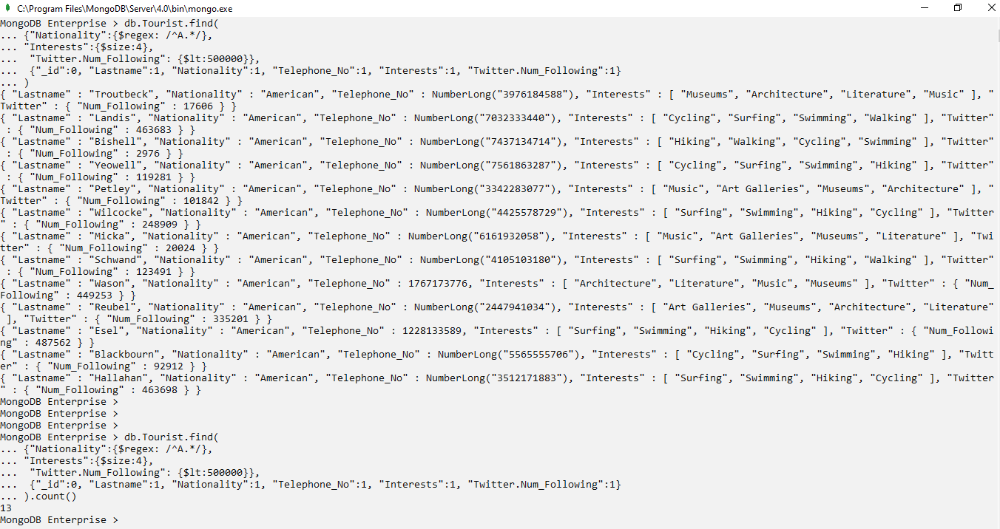 C:\Program Files\MongoDB\Server\4.0\bin\mongo.exe
MongoDB Enterprise > db.Tourist.find(
... {"Nationality":{$regex: /^A.*/},
... "Interests":{$size:4},
...  "Twitter.Num_Following": {$lt:500000}},
...  {"_id":0, "Lastname":1, "Nationality":1, "Telephone_No":1, "Interests":1, "Twitter.Num_Following":1}
... )
{ "Lastname" : "Troutbeck", "Nationality" : "American", "Telephone_No" : NumberLong("3976184588"), "Interests" : [ "Museums", "Architecture", "Literature", "Music" ], "
Twitter" : { "Num_Following" : 17606 } }
{ "Lastname" : "Landis", "Nationality" : "American", "Telephone_No" : NumberLong("7032333440"), "Interests" : [ "Cycling", "Surfing", "Swimming", "Walking" ], "Twitter"
 : { "Num_Following" : 463683 } }
{ "Lastname" : "Bishell", "Nationality" : "American", "Telephone_No" : NumberLong("7437134714"), "Interests" : [ "Hiking", "Walking", "Cycling", "Swimming" ], "Twitter"
 : { "Num_Following" : 2976 } }
{ "Lastname" : "Yeowell", "Nationality" : "American", "Telephone_No" : NumberLong("7561863287"), "Interests" : [ "Cycling", "Surfing", "Swimming", "Hiking" ], "Twitter"
 : { "Num_Following" : 119281 } }
{ "Lastname" : "Petley", "Nationality" : "American", "Telephone_No" : NumberLong("3342283077"), "Interests" : [ "Music", "Art Galleries", "Museums", "Architecture" ], "
Twitter" : { "Num_Following" : 101842 } }
{ "Lastname" : "Wilcocke", "Nationality" : "American", "Telephone_No" : NumberLong("4425578729"), "Interests" : [ "Surfing", "Swimming", "Hiking", "Cycling" ], "Twitter
" : { "Num_Following" : 248909 } }
{ "Lastname" : "Micka", "Nationality" : "American", "Telephone_No" : NumberLong("6161932058"), "Interests" : [ "Music", "Art Galleries", "Museums", "Literature" ], "Twi
tter" : { "Num_Following" : 20024 } }
{ "Lastname" : "Schwand", "Nationality" : "American", "Telephone_No" : NumberLong("4105103180"), "Interests" : [ "Surfing", "Swimming", "Hiking", "Walking" ], "Twitter"
 : { "Num_Following" : 123491 } }
{ "Lastname" : "Wason", "Nationality" : "American", "Telephone_No" : 1767173776, "Interests" : [ "Architecture", "Literature", "Music", "Museums" ], "Twitter" : { "Num_
Following" : 449253 } }
{ "Lastname" : "Reubel", "Nationality" : "American", "Telephone_No" : NumberLong("2447941034"), "Interests" : [ "Art Galleries", "Museums", "Architecture", "Literature"
 ], "Twitter" : { "Num_Following" : 335201 } }
{ "Lastname" : "Esel", "Nationality" : "American", "Telephone_No" : 1228133589, "Interests" : [ "Surfing", "Swimming", "Hiking", "Cycling" ], "Twitter" : { "Num_Followi
ng" : 487562 } }
{ "Lastname" : "Blackbourn", "Nationality" : "American", "Telephone_No" : NumberLong("5565555706"), "Interests" : [ "Cycling", "Surfing", "Swimming", "Hiking" ], "Twitt
er" : { "Num_Following" : 92912 } }
{ "Lastname" : "Hallahan", "Nationality" : "American", "Telephone_No" : NumberLong("3512171883"), "Interests" : [ "Surfing", "Swimming", "Hiking", "Cycling" ], "Twitter
" : { "Num_Following" : 463698 } }
MongoDB Enterprise >
MongoDB Enterprise >
MongoDB Enterprise >
MongoDB Enterprise > db.Tourist.find(
... {"Nationality":{$regex: /^A.*/},
... "Interests":{$size:4},
...  "Twitter.Num_Following": {$lt:500000}},
...  {"_id":0, "Lastname":1, "Nationality":1, "Telephone_No":1, "Interests":1, "Twitter.Num_Following":1}
... ).count()
13
MongoDB Enterprise >